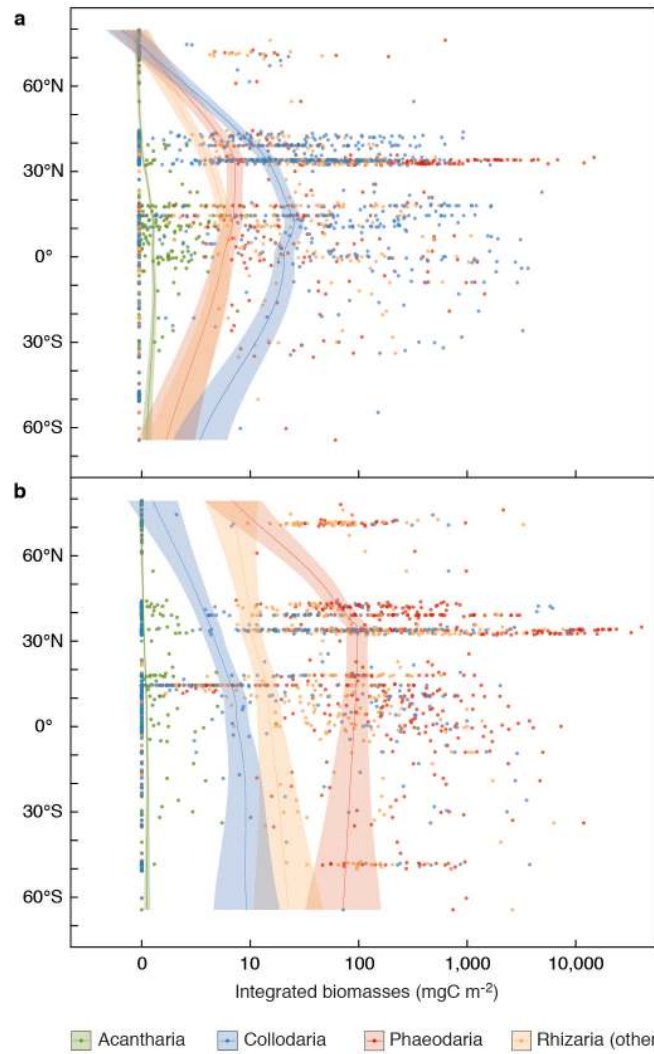 a
60°N
30°N
0°
30°S
60°S
b
60°N
30°N
0°
30°S
60°S
0 10 100 1,000 10,000
Integrated biomasses (mgC m⁻²)
Acantharia Collodaria Phaeodaria Rhizaria (other